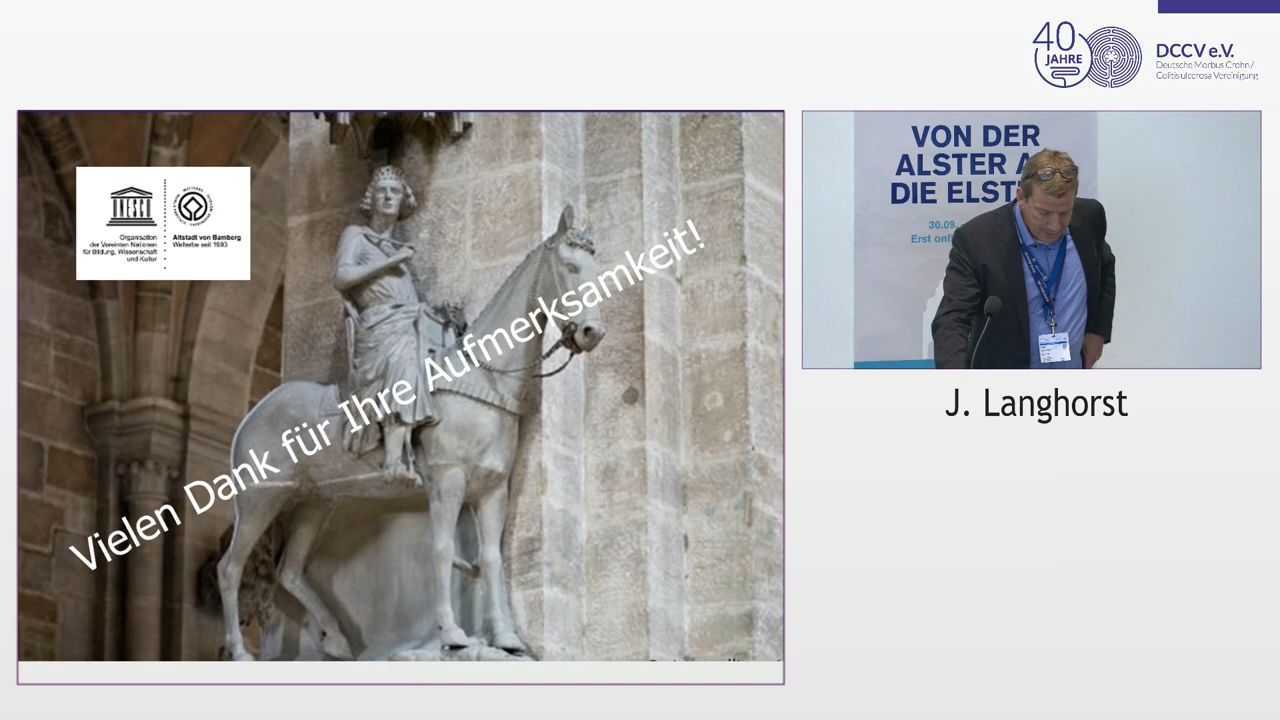 40
JAHRE
DCCV e.V.
Deutsche Morbus Crohn /
Colitis ulcerosa Vereinigung
UNESCO
Organisation
der Vereinten Nationen
für Bildung, Wissenschaft
und Kultur
Altstadt von Bamberg
Welterbe seit 1993
Vielen Dank für Ihre Aufmerksamkeit!
VON DER
ALSTER A
DIE ELST
30.09.
Erst onl
J. Langhorst